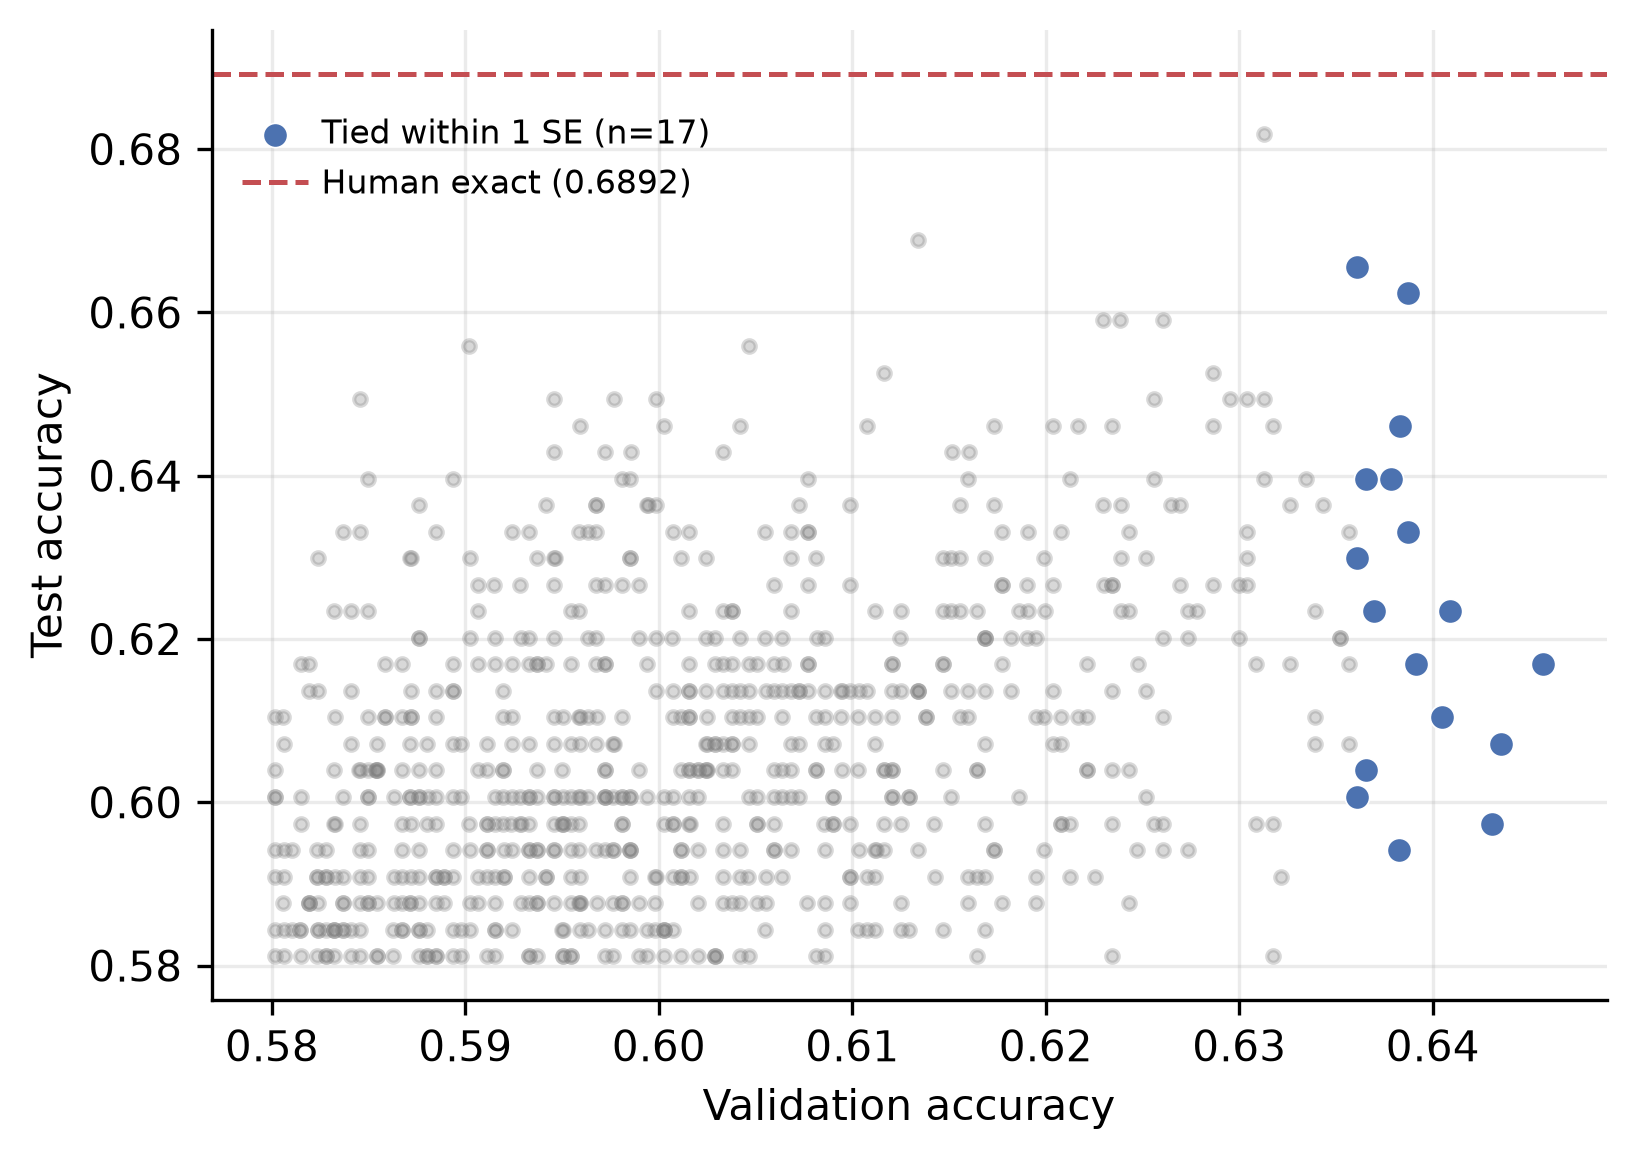 Tied within 1 SE (n=17)
Human exact (0.6892)
Test accuracy
0.68
0.66
0.64
0.62
0.60
0.58
0.58 0.59 0.60 0.61 0.62 0.63 0.64
Validation accuracy